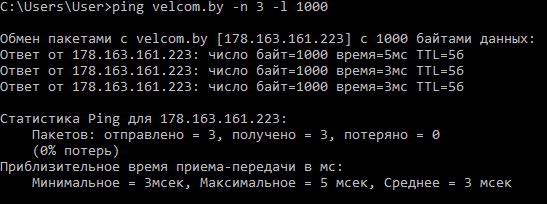 C:\Users\User>ping velcom.by -n 3 -l 1000
Обмен пакетами с velcom.by [178.163.161.223] с 1000 байтами данных:
Ответ от 178.163.161.223: число байт=1000 время=5мс TTL=56
Ответ от 178.163.161.223: число байт=1000 время=3мс TTL=56
Ответ от 178.163.161.223: число байт=1000 время=3мс TTL=56
Статистика Ping для 178.163.161.223:
Пакетов: отправлено = 3, получено = 3, потеряно = 0
(0% потерь)
Приблизительное время приема-передачи в мс:
Минимальное = 3мсек, Максимальное = 5 мсек, Среднее = 3 мсек